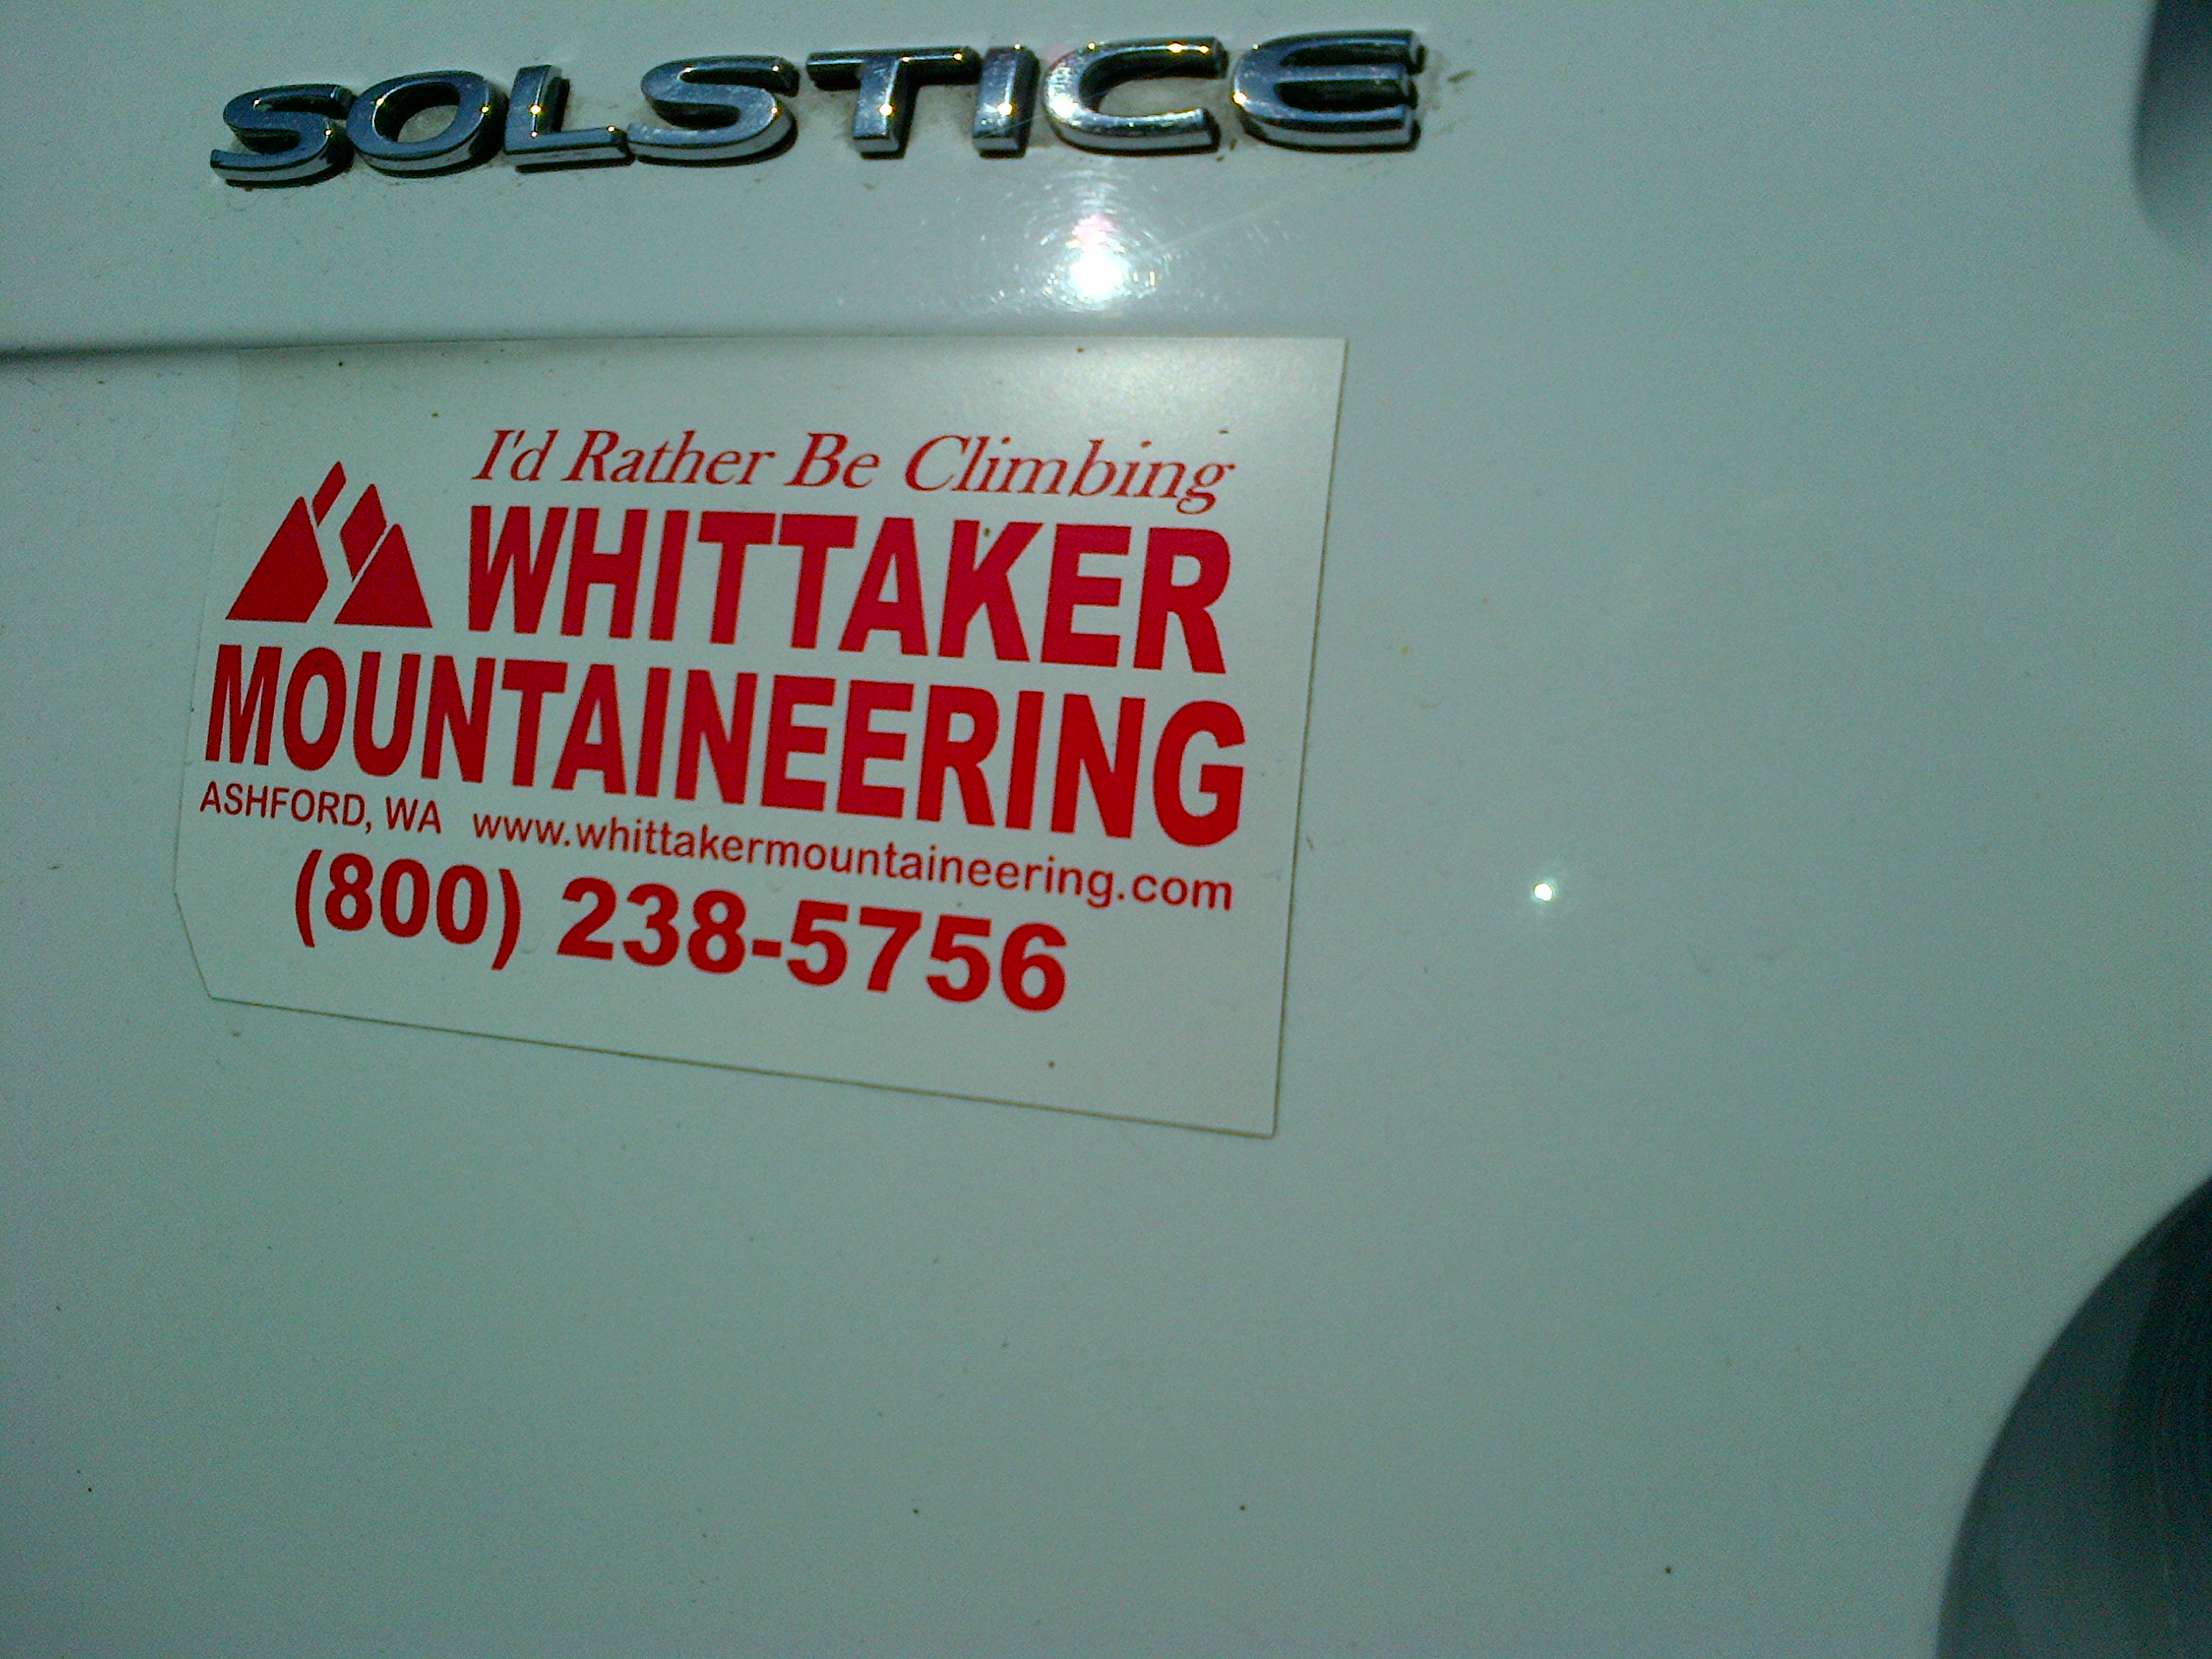 SOLSTICE
I'd Rather Be Climbing
WHITTAKER
MOUNTAINEERING
ASHFORD, WA www.whittakermountaineering.com
(800) 238-5756